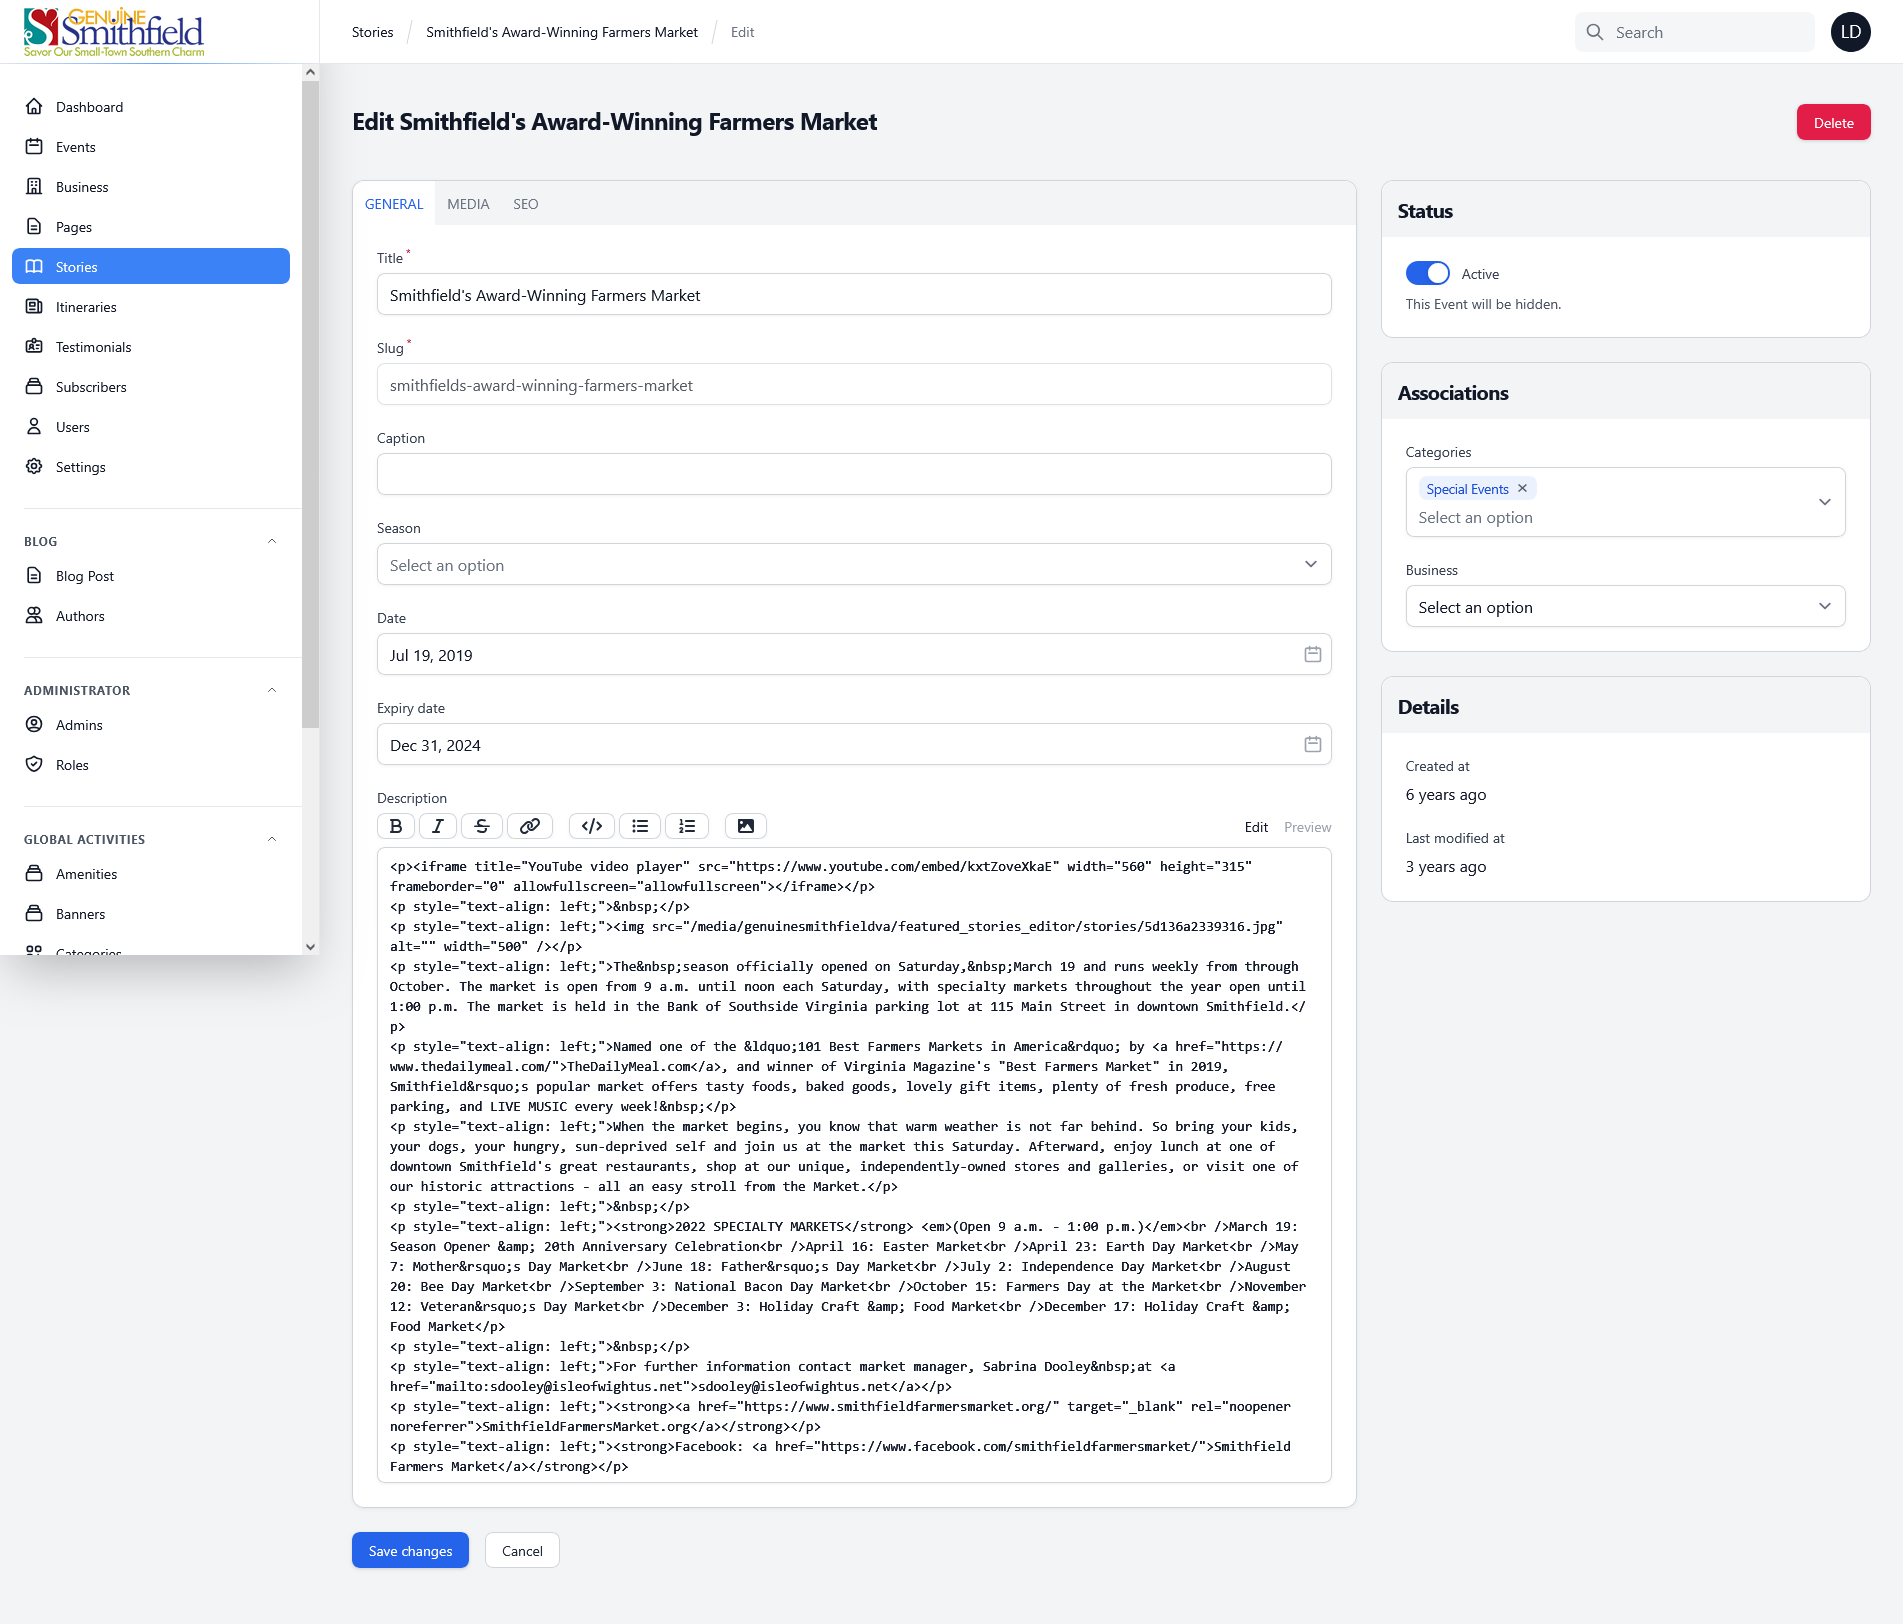 GENUINE
Smithfield
Savor Our Small-Town Southern Charm
Stories
Smithfield's Award-Winning Farmers Market
Edit
Search
LD
Dashboard
Events
Business
Pages
Stories
Itineraries
Testimonials
Subscribers
Users
Settings
BLOG
Blog Post
Authors
ADMINISTRATOR
Admins
Roles
GLOBAL ACTIVITIES
Amenities
Banners
Categories
Edit Smithfield's Award-Winning Farmers Market
Delete
GENERAL
MEDIA
SEO
Title*
Smithfield's Award-Winning Farmers Market
Slug*
smithfields-award-winning-farmers-market
Caption
Season
Select an option
Date
Jul 19, 2019
Expiry date
Dec 31, 2024
Description
Edit
Preview
<p><iframe title="YouTube video player" src="https://www.youtube.com/embed/kxtZoveXkaE" width="560" height="315"
frameborder="0" allowfullscreen="allowfullscreen"></iframe></p>
<p style="text-align: left;">&nbsp;</p>
<p style="text-align: left;"><img src="/media/genuinesmithfieldva/featured_stories_editor/stories/5d136a2339316.jpg"
alt="" width="500" /></p>
<p style="text-align: left;">The&nbsp;season officially opened on Saturday,&nbsp;March 19 and runs weekly from through
October. The market is open from 9 a.m. until noon each Saturday, with specialty markets throughout the year open until
1:00 p.m. The market is held in the Bank of Southside Virginia parking lot at 115 Main Street in downtown Smithfield.</
p>
<p style="text-align: left;">Named one of the &ldquo;101 Best Farmers Markets in America&rdquo; by <a href="https://
www.thedailymeal.com/">TheDailyMeal.com</a>, and winner of Virginia Magazine's "Best Farmers Market" in 2019,
Smithfield&rsquo;s popular market offers tasty foods, baked goods, lovely gift items, plenty of fresh produce, free
parking, and LIVE MUSIC every week!&nbsp;</p>
<p style="text-align: left;">When the market begins, you know that warm weather is not far behind. So bring your kids,
your dogs, your hungry, sun-deprived self and join us at the market this Saturday. Afterward, enjoy lunch at one of
downtown Smithfield's great restaurants, shop at our unique, independently-owned stores and galleries, or visit one of
our historic attractions - all an easy stroll from the Market.</p>
<p style="text-align: left;">&nbsp;</p>
<p style="text-align: left;"><strong>2022 SPECIALTY MARKETS</strong> <em>(Open 9 a.m. - 1:00 p.m.)</em><br />March 19:
Season Opener &amp; 20th Anniversary Celebration<br />April 16: Easter Market<br />April 23: Earth Day Market<br />May
7: Mother&rsquo;s Day Market<br />June 18: Father&rsquo;s Day Market<br />July 2: Independence Day Market<br />August
20: Bee Day Market<br />September 3: National Bacon Day Market<br />October 15: Farmers Day at the Market<br />November
12: Veteran&rsquo;s Day Market<br />December 3: Holiday Craft &amp; Food Market<br />December 17: Holiday Craft &amp;
Food Market</p>
<p style="text-align: left;">&nbsp;</p>
<p style="text-align: left;">For further information contact market manager, Sabrina Dooley&nbsp;at <a
href="mailto:sdooley@isleofwightus.net">sdooley@isleofwightus.net</a></p>
<p style="text-align: left;"><strong><a href="https://www.smithfieldfarmersmarket.org/" target="_blank" rel="noopener
noreferrer">SmithfieldFarmersMarket.org</a></strong></p>
<p style="text-align: left;"><strong>Facebook: <a href="https://www.facebook.com/smithfieldfarmersmarket/">Smithfield
Farmers Market</a></strong></p>
Save changes
Cancel
Status
Active
This Event will be hidden.
Associations
Categories
Special Events
Select an option
Business
Select an option
Details
Created at
6 years ago
Last modified at
3 years ago